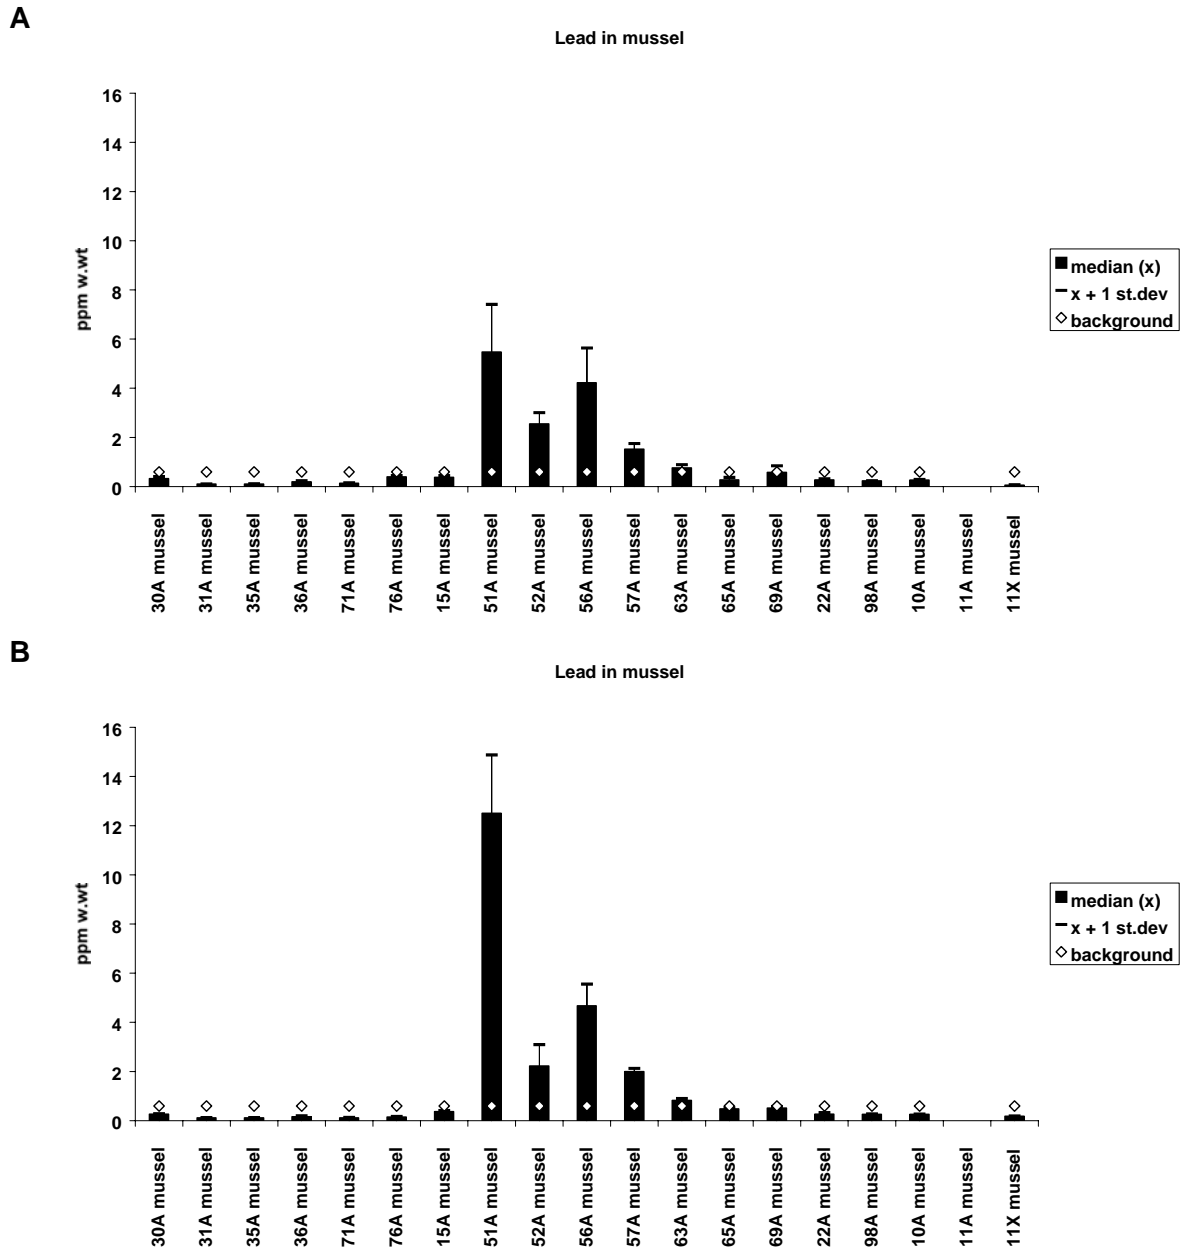 A
Lead in mussel
16
14
12
10
8
6
4
2
0
ppm w.wt
30A mussel
31A mussel
35A mussel
36A mussel
71A mussel
76A mussel
15A mussel
51A mussel
52A mussel
56A mussel
57A mussel
63A mussel
65A mussel
69A mussel
22A mussel
98A mussel
10A mussel
11A mussel
11X mussel
median (x)
x + 1 st.dev
background
B
Lead in mussel
16
14
12
10
8
6
4
2
0
ppm w.wt
30A mussel
31A mussel
35A mussel
36A mussel
71A mussel
76A mussel
15A mussel
51A mussel
52A mussel
56A mussel
57A mussel
63A mussel
65A mussel
69A mussel
22A mussel
98A mussel
10A mussel
11A mussel
11X mussel
median (x)
x + 1 st.dev
background